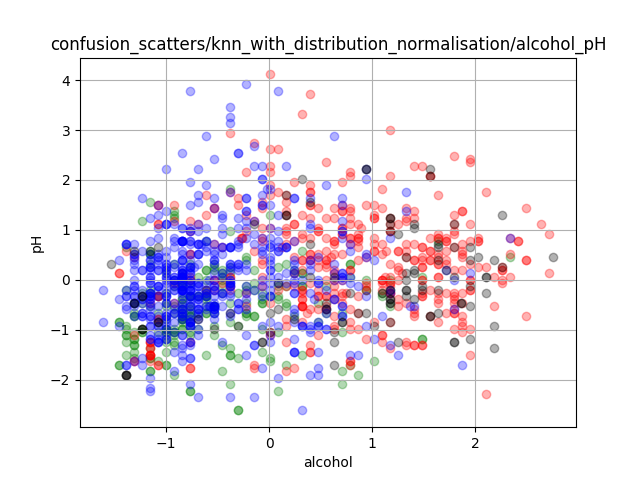 confusion_scatters/knn_with_distribution_normalisation/alcohol_pH
4
3
2
1
0
−1
−2
pH
−1 0 1 2
alcohol